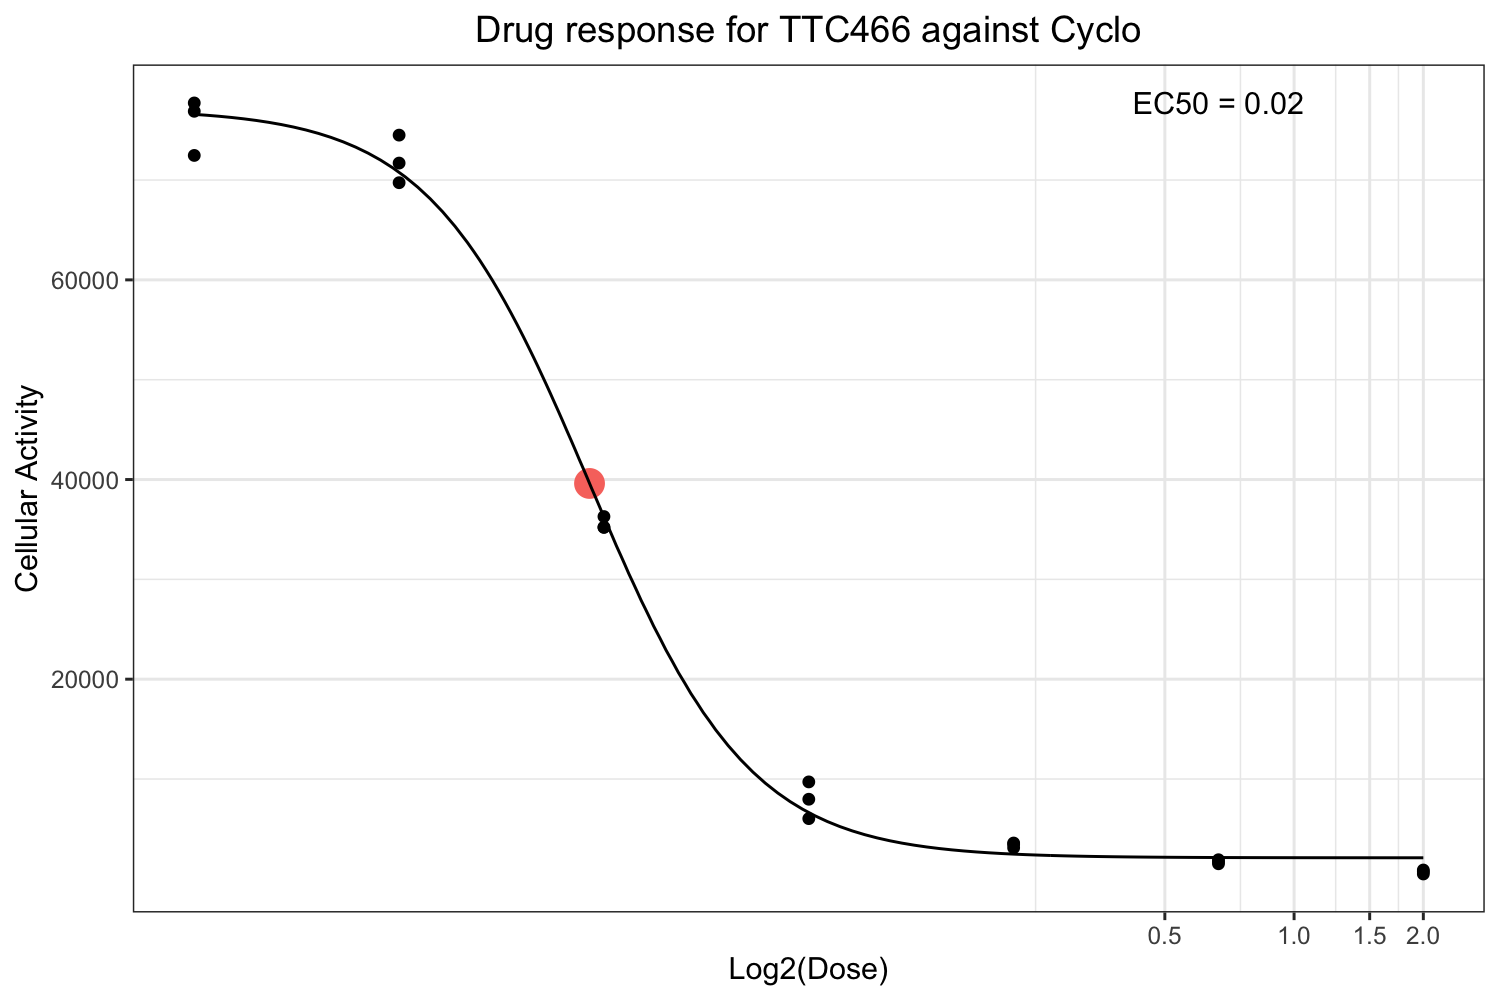 Drug response for TTC466 against Cyclo
EC50 = 0.02
60000
40000
20000
Cellular Activity
0.5 1.0 1.5 2.0
Log2(Dose)